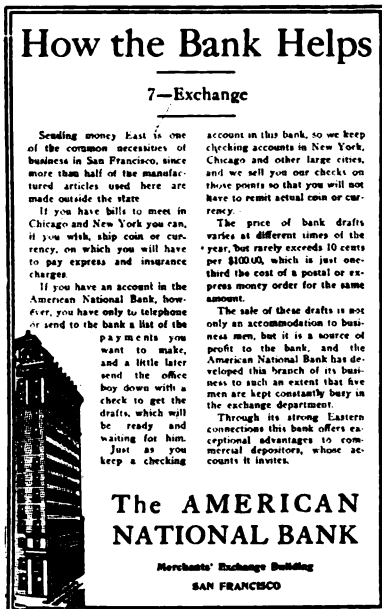 How the Bank Helps
7—Exchange
Sending money East is one
of the common necessities of
business in San Francisco, since
more than half of the manufac-
tured articles used here are
made outside the state
If you have bills to meet in
Chicago and New York you can,
if you wish, ship coin or cur-
rency, on which you will have
to pay express and insurance
charges
If you have an account in the
American National Bank, how-
ever, you have only to telephone
or send to the bank a list of the
payments you
want to make,
and a little later
send the office
boy down with a
check to get the
drafts, which will
be ready and
waiting for him.
Just as you
keep a checking
account in this bank, so we keep
checking accounts in New York,
Chicago and other large cities,
and we sell you our checks on
those points so that you will not
have to remit actual coin or cur-
rency.
The price of bank drafts
varies at different times of the
year, but rarely exceeds 10 cents
per $100.00, which is just one-
third the cost of a postal or ex-
press money order for the same
amount.
The sale of these drafts is not
only an accommodation to busi-
ness men, but it is a source of
profit to the bank, and the
American National Bank has de-
veloped this branch of its busi-
ness to such an extent that five
men are kept constantly busy in
the exchange department.
Through its strong Eastern
connections this bank offers ex-
ceptional advantages to com-
mercial depositors, whose ac-
counts it invites.
The AMERICAN
NATIONAL BANK
Merchants' Exchange Building
SAN FRANCISCO